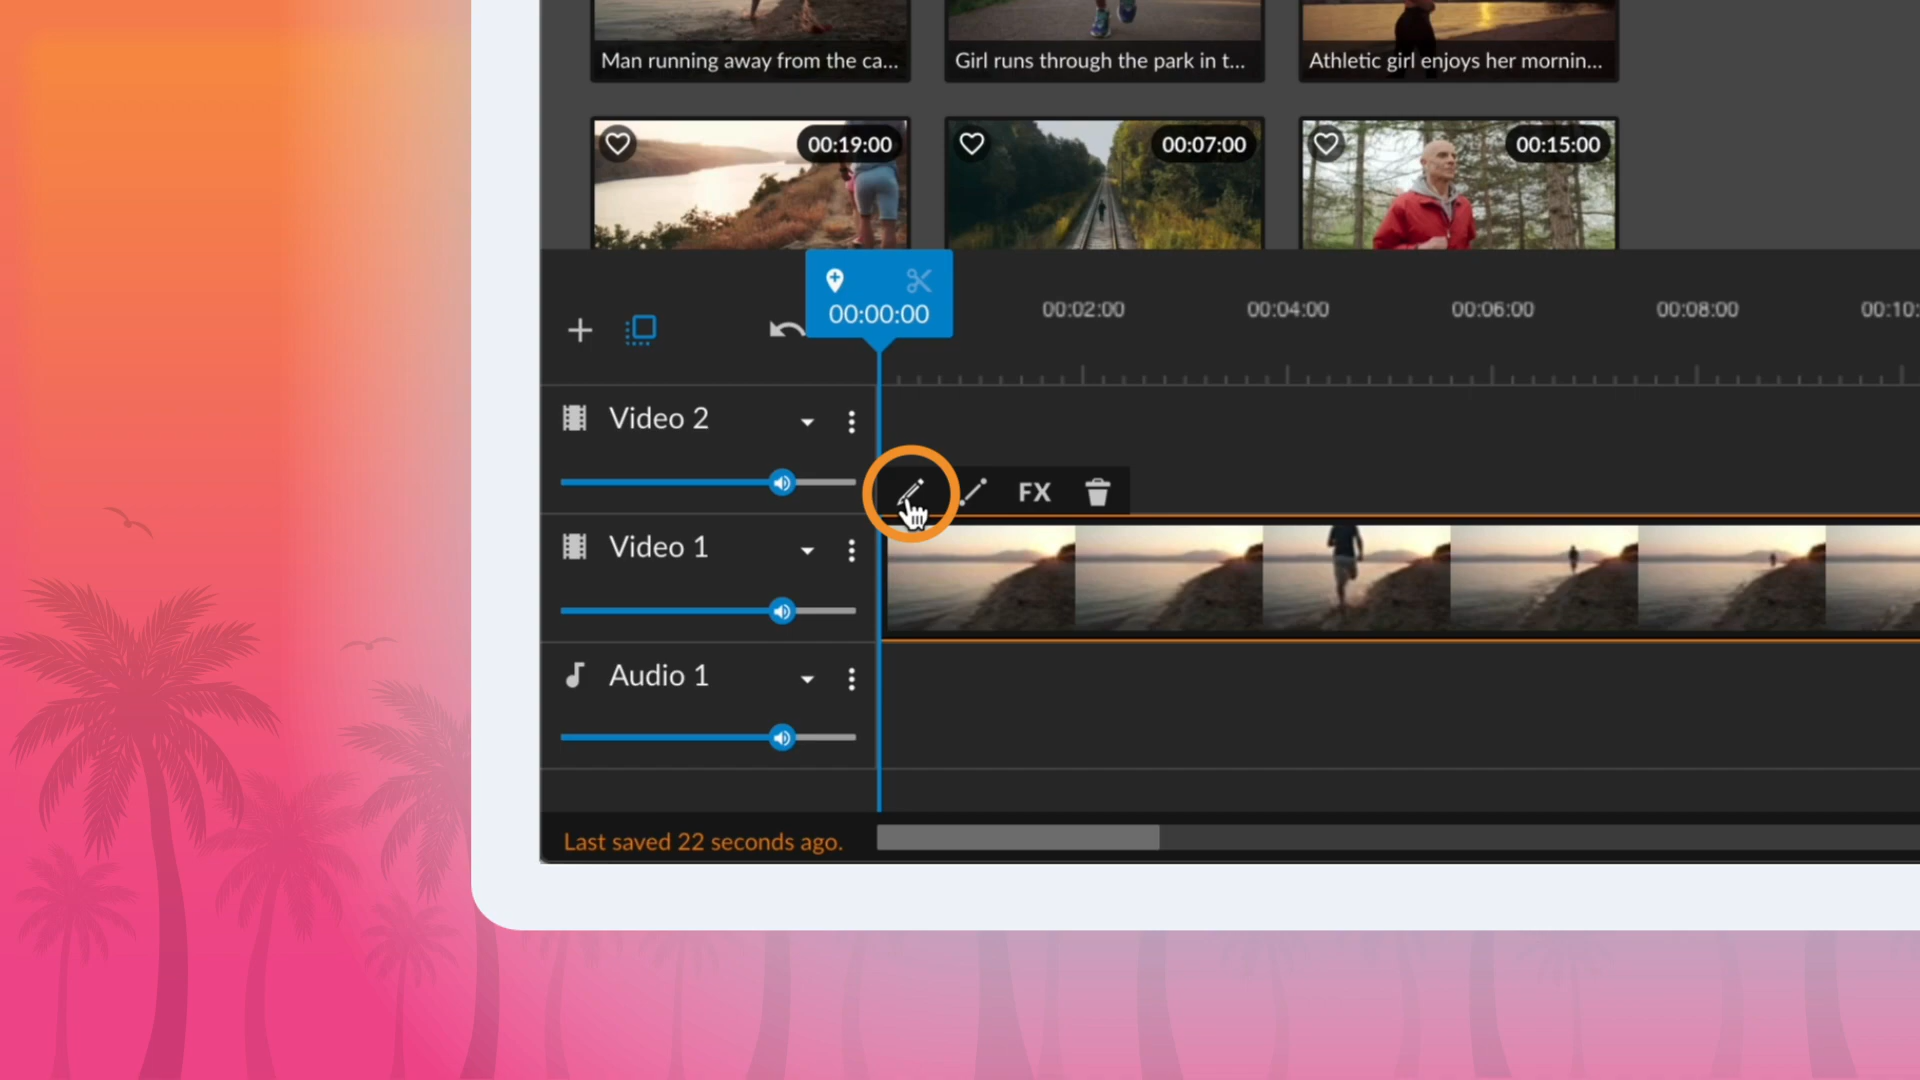 Man running away from the ca...
Girl runs through the park in t...
Athletic girl enjoys her mornin...
00:19:00
00:07:00
00:15:00
00:00:00
00:02:00
00:04:00
00:06:00
00:08:00
00:10:
Video 2
FX
Video 1
Audio 1
Last saved 22 seconds ago.